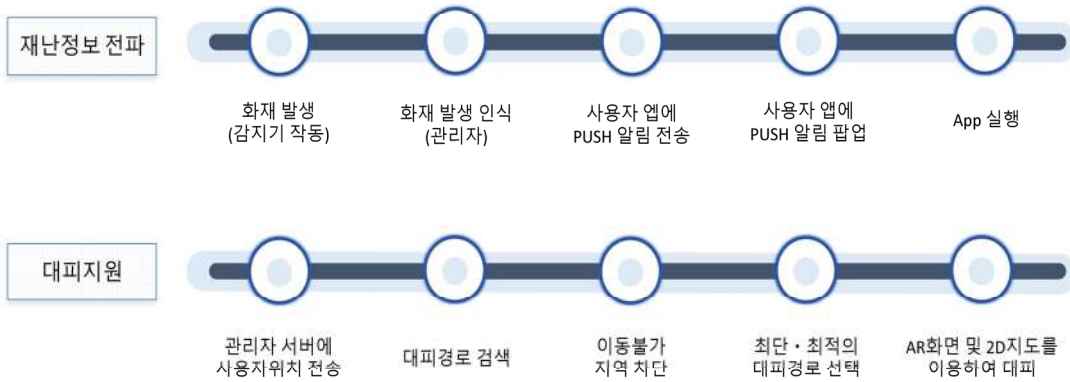 재난정보 전파
화재 발생
(감지기 작동)
화재 발생 인식
(관리자)
사용자 엡에
PUSH 알림 전송
사용자 앱에
PUSH 알림 팝업
App 실행
대피지원
관리자 서버에
사용자위치 전송
대피경로 검색
이동불가
지역 차단
최단・최적의
대피경로 선택
AR화면 및 2D지도를
이용하여 대피